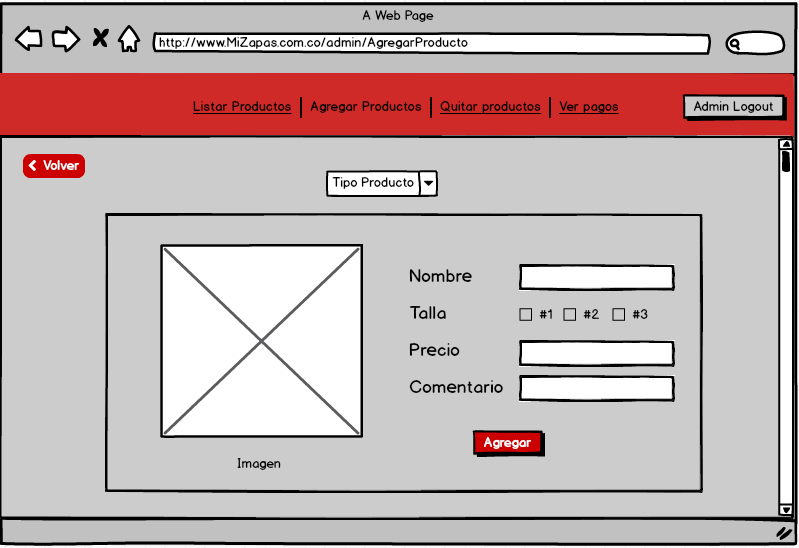 A Web Page
http://www.MiZapas.com.co/admin/AgregarProducto
Listar Productos Agregar Productos Quitar productos Ver pagos Admin Logout
Volver
Tipo Producto
Nombre
Talla #1 #2 #3
Precio
Comentario
Agregar
Imagen